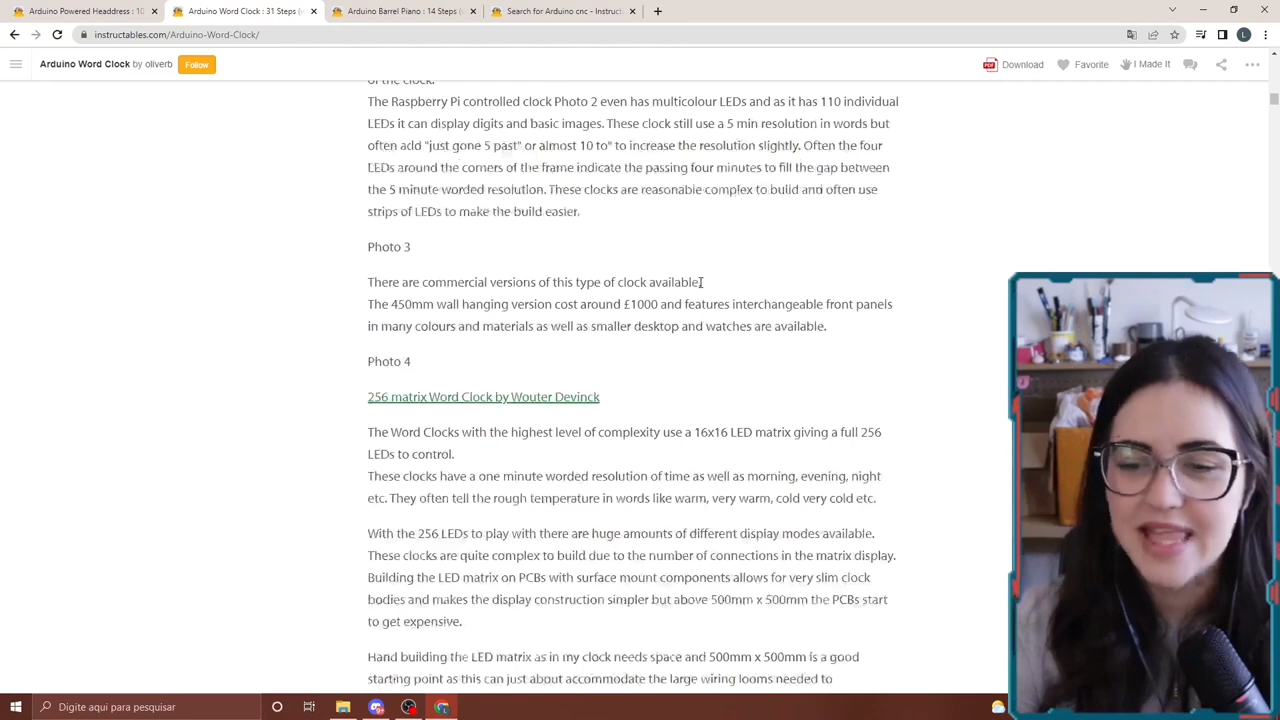 Arduino Powered Headdress : 10
Arduino Word Clock : 31 Steps (w
Arduino Barrel Piano : 14 Steps (w
Search for Arduino cnc - Instruct
instructables.com/Arduino-Word-Clock/
L
Arduino Word Clock by oliverb
Follow
PDF Download
Favorite
I Made It
of the clock.
The Raspberry Pi controlled clock Photo 2 even has multicolour LEDs and as it has 110 individual
LEDs it can display digits and basic images. These clock still use a 5 min resolution in words but
often add "just gone 5 past" or almost 10 to" to increase the resolution slightly. Often the four
LEDs around the corners of the frame indicate the passing four minutes to fill the gap between
the 5 minute worded resolution. These clocks are reasonable complex to bulid and often use
strips of LEDs to make the build easier.
Photo 3
There are commercial versions of this type of clock available.
The 450mm wall hanging version cost around £1000 and features interchangeable front panels
in many colours and materials as well as smaller desktop and watches are available.
Photo 4
256 matrix Word Clock by Wouter Devinck
The Word Clocks with the highest level of complexity use a 16x16 LED matrix giving a full 256
LEDs to control.
These clocks have a one minute worded resolution of time as well as morning, evening, night
etc. They often tell the rough temperature in words like warm, very warm, cold very cold etc.
With the 256 LEDs to play with there are huge amounts of different display modes available.
These clocks are quite complex to build due to the number of connections in the matrix display.
Building the LED matrix on PCBs with surface mount components allows for very slim clock
bodies and makes the display construction simpler but above 500mm x 500mm the PCBs start
to get expensive.
Hand building the LED matrix as in my clock needs space and 500mm x 500mm is a good
starting point as this can just about accommodate the large wiring looms needed to
Digite aqui para pesquisar